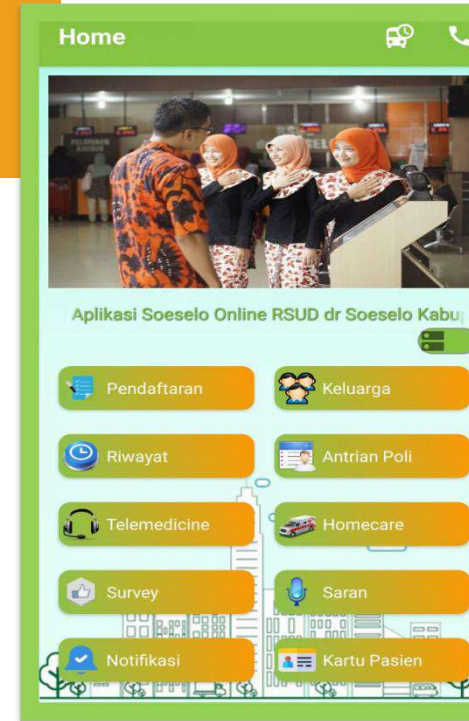 Home
Aplikasi Soeselo Online RSUD dr Soeselo Kabu
Pendaftaran
Keluarga
Riwayat
Antrian Poli
Telemedicine
Homecare
Survey
Saran
Notifikasi
Kartu Pasien